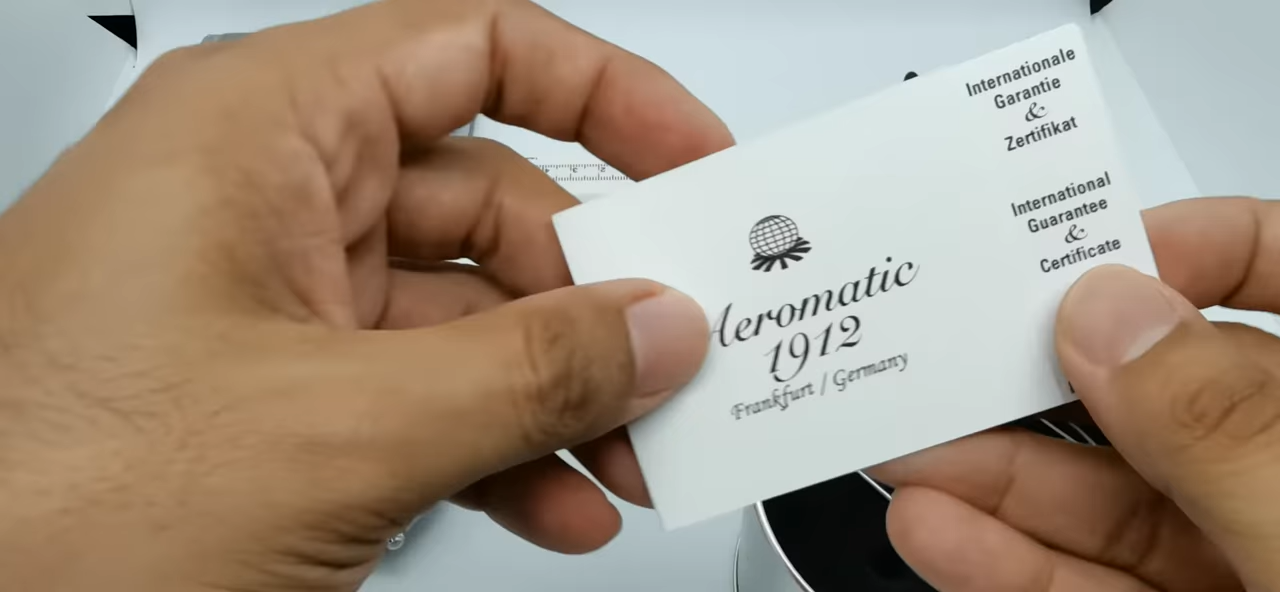 Internationale
Garantie
&
Zertifikat
International
Guarantee
&
Certificate
Aeromatic
1912
Frankfurt / Germany